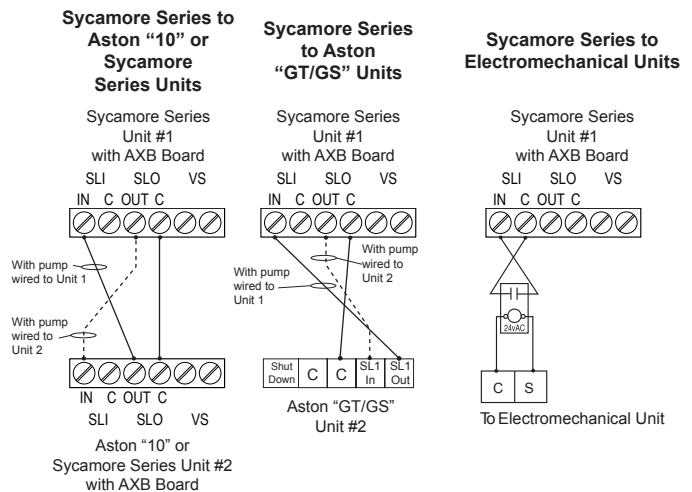 Sycamore Series to
Aston “10” or
Sycamore
Series Units
Sycamore Series
Unit #1
with AXB Board
SLI SLO VS
IN C OUT C
With pump
wired to Unit 1
With pump
wired to
Unit 2
IN C OUT C
SLI SLO VS
Aston “10” or
Sycamore Series Unit #2
with AXB Board
Sycamore Series
to Aston
“GT/GS” Units
Sycamore Series
Unit #1
with AXB Board
SLI SLO VS
IN C OUT C
With pump
wired to
Unit 2
With pump
wired to
Unit 1
Shut
Down
C
C
SL1
In
SL1
Out
Aston “GT/GS”
Unit #2
Sycamore Series to
Electromechanical Units
Sycamore Series
Unit #1
with AXB Board
SLI SLO VS
IN C OUT C
24vAC
C S
To Electromechanical Unit